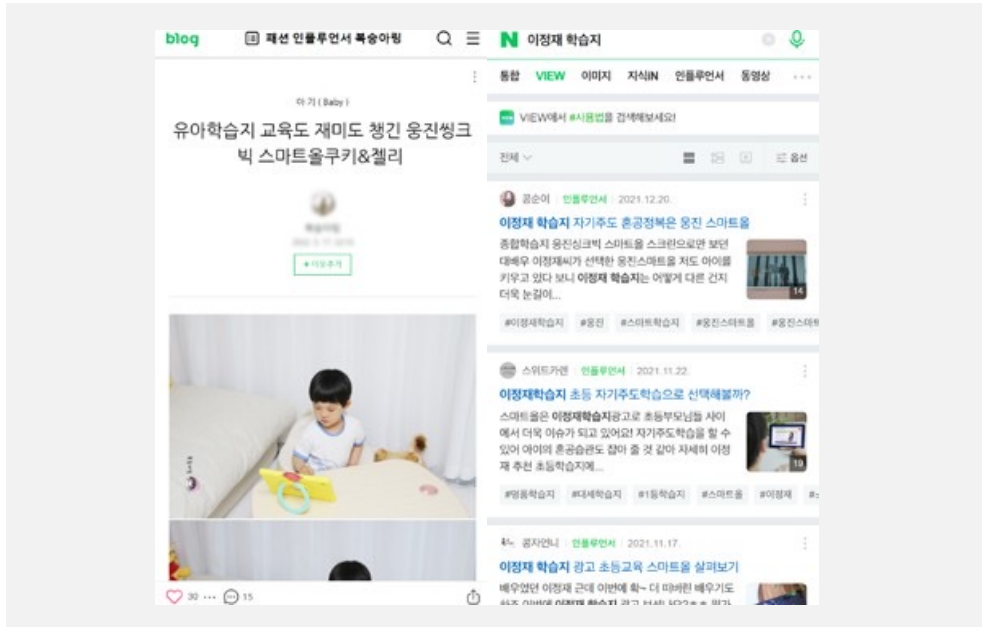 blog
패션 인플루언서 복숭아링
아기 ( Baby )
유아학습지 교육도 재미도 챙긴 웅진씽크
빅 스마트올쿠키&젤리
+이웃추가
30
15
이정재 학습지
통합 VIEW 이미지 지식iN 인플루언서 동영상
VIEW에서 #사용법을 검색해보세요!
전체
옵션
콩순이 인플루언서 2021.12.20.
이정재 학습지 자기주도 혼공정복은 웅진 스마트올
종합학습지 웅진싱크빅 스마트올 스크린으로만 보던
대배우 이정재씨가 선택한 웅진스마트올 저도 아이를
키우고 있다 보니 이정재 학습지는 어떻게 다른 건지
더욱 눈길이...
14
#이정재학습지 #웅진 #스마트학습지 #웅진스마트올 #웅진스마트
스위트카렌 인플루언서 2021.11.22.
이정재학습지 초등 자기주도학습으로 선택해볼까?
스마트올은 이정재학습지광고로 초등부모님들 사이
에서 더욱 이슈가 되고 있어요! 자기주도학습을 할 수
있어 아이의 혼공습관도 잡아 줄 것 같아 자세히 이정
재 추천 초등학습지에...
19
#명품학습지 #대세학습지 #1등학습지 #스마트올 #이정재
콩자언니 인플루언서 2021.11.17.
이정재 학습지 광고 초등교육 스마트올 살펴보기
배우였던 이정재 근데 이번에 확~ 더 떠버린 배우기도